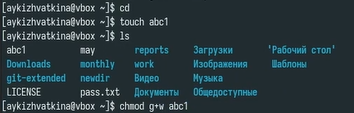 [aykizhvatkina@vbox ~]$ cd
[aykizhvatkina@vbox ~]$ touch abc1
[aykizhvatkina@vbox ~]$ ls
abc1 may reports Загрузки 'Рабочий стол'
Downloads monthly work Изображения Шаблоны
git-extended newdir Видео Музыка
LICENSE pass.txt Документы Общедоступные
[aykizhvatkina@vbox ~]$ chmod g+w abc1